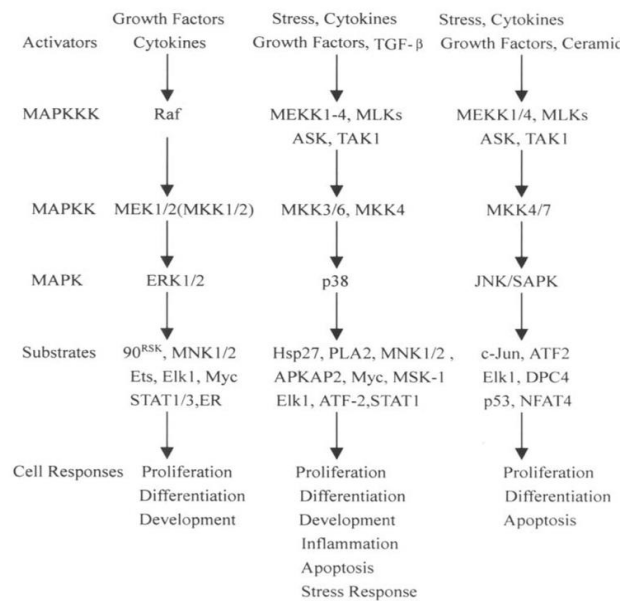 Growth Factors Stress, Cytokines Stress, Cytokines
Activators Cytokines Growth Factors, TGF-β Growth Factors, Ceramic
MAPKKK Raf MEKK1-4, MLKs MEKK1/4, MLKs
ASK, TAK1 ASK, TAK1
MAPKK MEK1/2(MKK1/2) MKK3/6, MKK4 MKK4/7
MAPK ERK1/2 p38 JNK/SAPK
Substrates 90RSK, MNK1/2 Hsp27, PLA2, MNK1/2 , c-Jun, ATF2
Ets, Elk1, Myc APKAP2, Myc, MSK-1 Elk1, DPC4
STAT1/3,ER Elk1, ATF-2,STAT1 p53, NFAT4
Cell Responses Proliferation Proliferation Proliferation
Differentiation Differentiation Differentiation
Development Development Apoptosis
Inflammation
Apoptosis
Stress Response